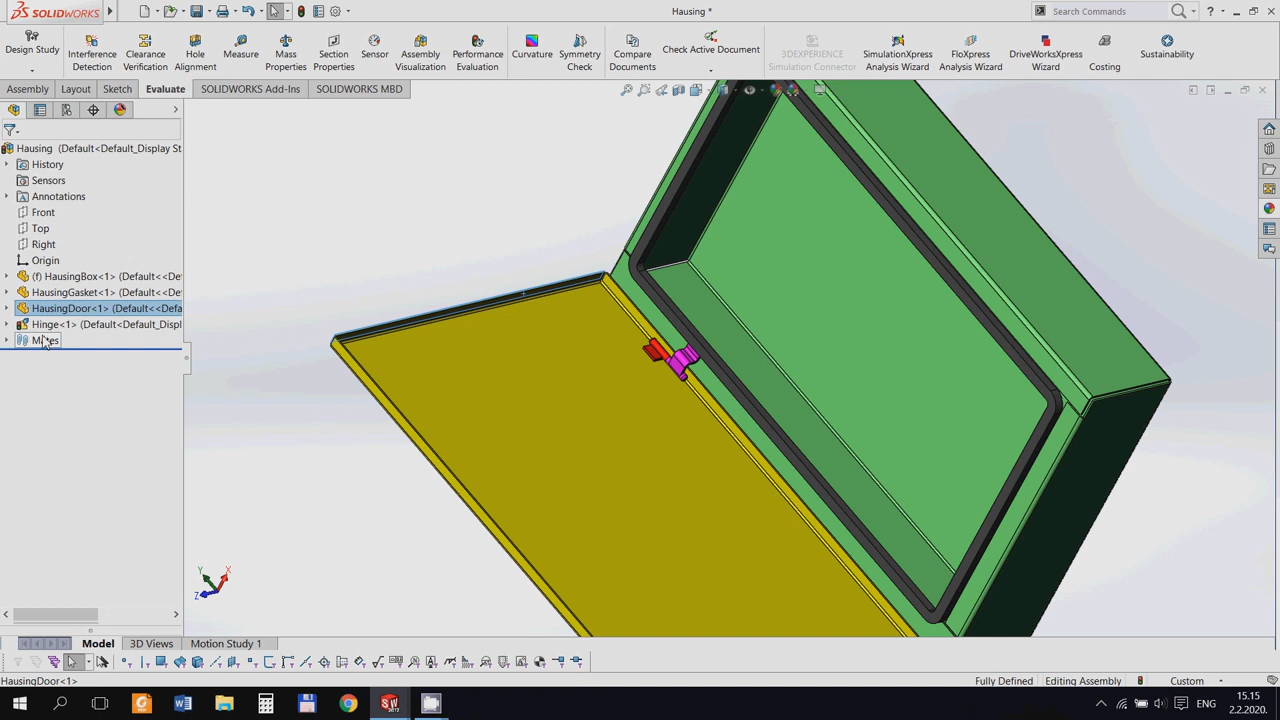 SOLIDWORKS
Hausing *
Search Commands
?
Design Study
Interference Detection
Clearance Verification
Hole Alignment
Measure
Mass Properties
Section Properties
Sensor
Assembly Visualization
Performance Evaluation
Curvature
Symmetry Check
Compare Documents
Check Active Document
3DEXPERIENCE Simulation Connector
SimulationXpress Analysis Wizard
FloXpress Analysis Wizard
DriveWorksXpress Wizard
Costing
Sustainability
Assembly
Layout
Sketch
Evaluate
SOLIDWORKS Add-Ins
SOLIDWORKS MBD
Hausing (Default<Default_Display St
History
Sensors
Annotations
Front
Top
Right
Origin
(f) HausingBox<1> (Default<<De
HausingGasket<1> (Default<<De
HausingDoor<1> (Default<<Defa
Hinge<1> (Default<Default_Displ
Mates
Y
X
Z
Model
3D Views
Motion Study 1
HausingDoor<1>
Fully Defined
Editing Assembly
Custom
ENG
15.15
2.2.2020.